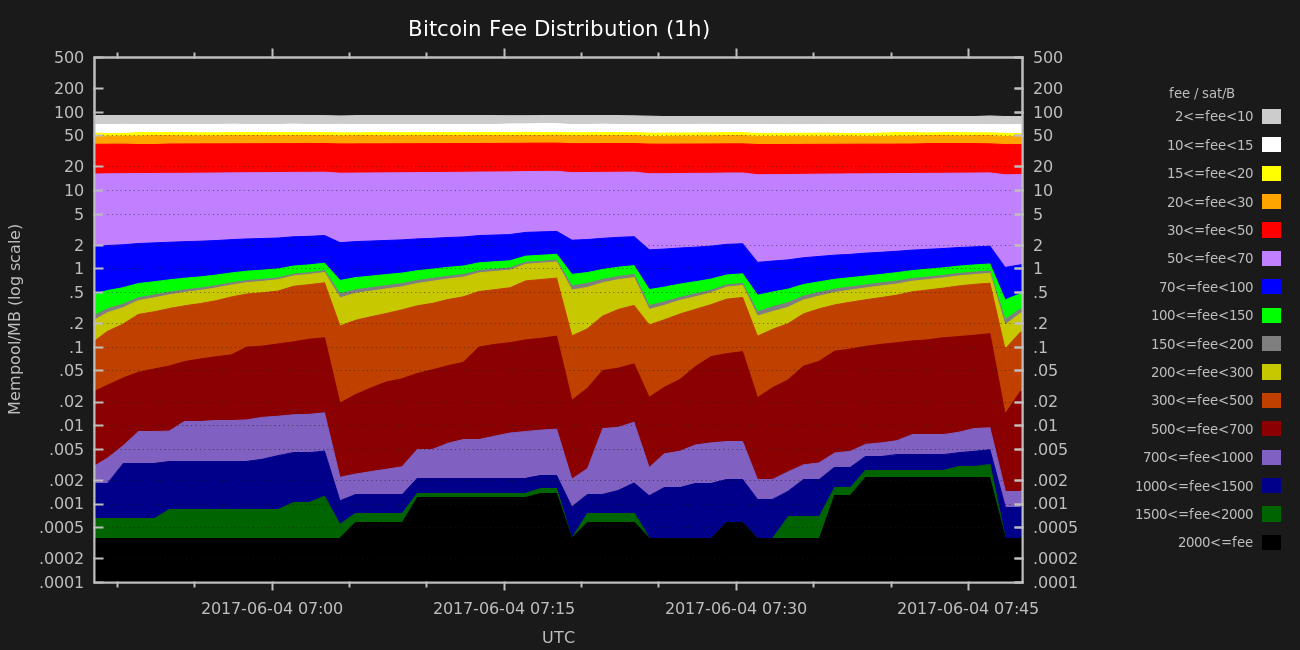 Bitcoin Fee Distribution (1h)
500
200
100
50
20
10
5
2
1
.5
.2
.1
.05
.02
.01
.005
.002
.001
.0005
.0002
.0001
Mempool/MB (log scale)
500
200
100
50
20
10
5
2
1
.5
.2
.1
.05
.02
.01
.005
.002
.001
.0005
.0002
.0001
2017-06-04 07:00
2017-06-04 07:15
2017-06-04 07:30
2017-06-04 07:45
UTC
fee / sat/B
2<=fee<10
10<=fee<15
15<=fee<20
20<=fee<30
30<=fee<50
50<=fee<70
70<=fee<100
100<=fee<150
150<=fee<200
200<=fee<300
300<=fee<500
500<=fee<700
700<=fee<1000
1000<=fee<1500
1500<=fee<2000
2000<=fee